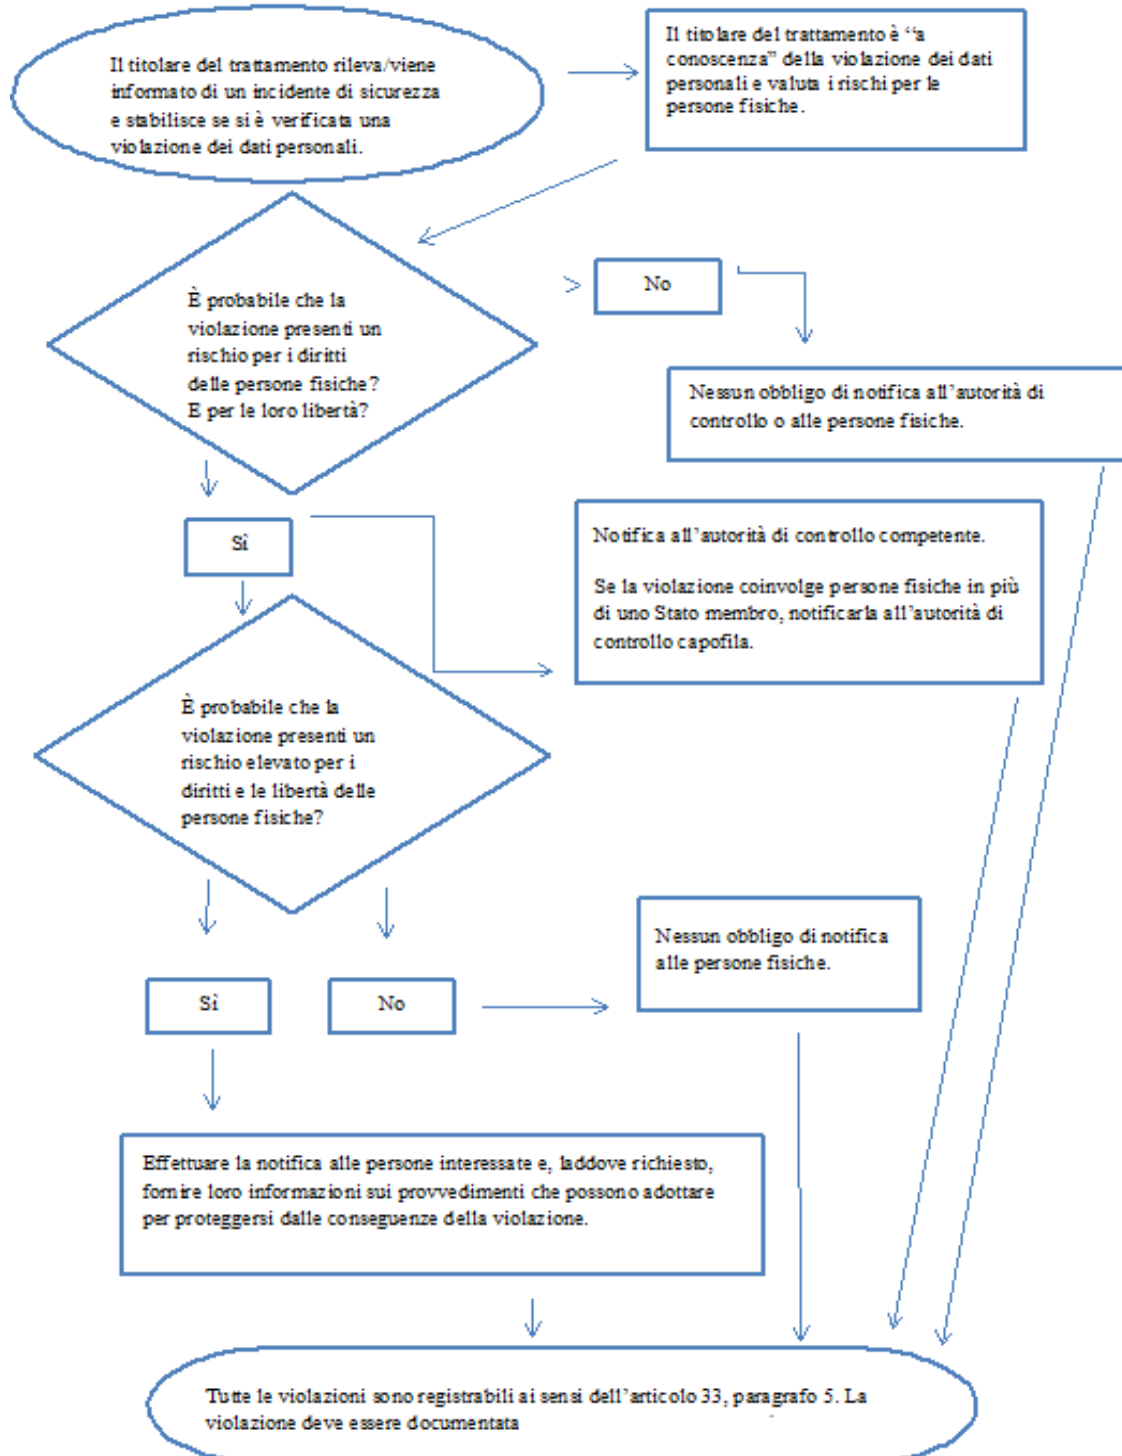 Il titolare del trattamento rileva/viene
informato di un incidente di sicurezza
e stabilisce se si è verificata una
violazione dei dati personali.
Il titolare del trattamento è “a
conoscenza” della violazione dei dati
personali e valuta i rischi per le
persone fisiche.
È probabile che la
violazione presenti un
rischio per i diritti
delle persone fisiche?
E per le loro libertà?
No
Nessun obbligo di notifica all’autorità di
controllo o alle persone fisiche.
Sì
Notifica all’autorità di controllo competente.
Se la violazione coinvolge persone fisiche in più
di uno Stato membro, notificarla all’autorità di
controllo capofila.
È probabile che la
violazione presenti un
rischio elevato per i
diritti e le libertà delle
persone fisiche?
Sì
No
Nessun obbligo di notifica
alle persone fisiche.
Effettuare la notifica alle persone interessate e, laddove richiesto,
fornire loro informazioni sui provvedimenti che possono adottare
per proteggersi dalle conseguenze della violazione.
Tutte le violazioni sono registrabili ai sensi dell’articolo 33, paragrafo 5. La
violazione deve essere documentata